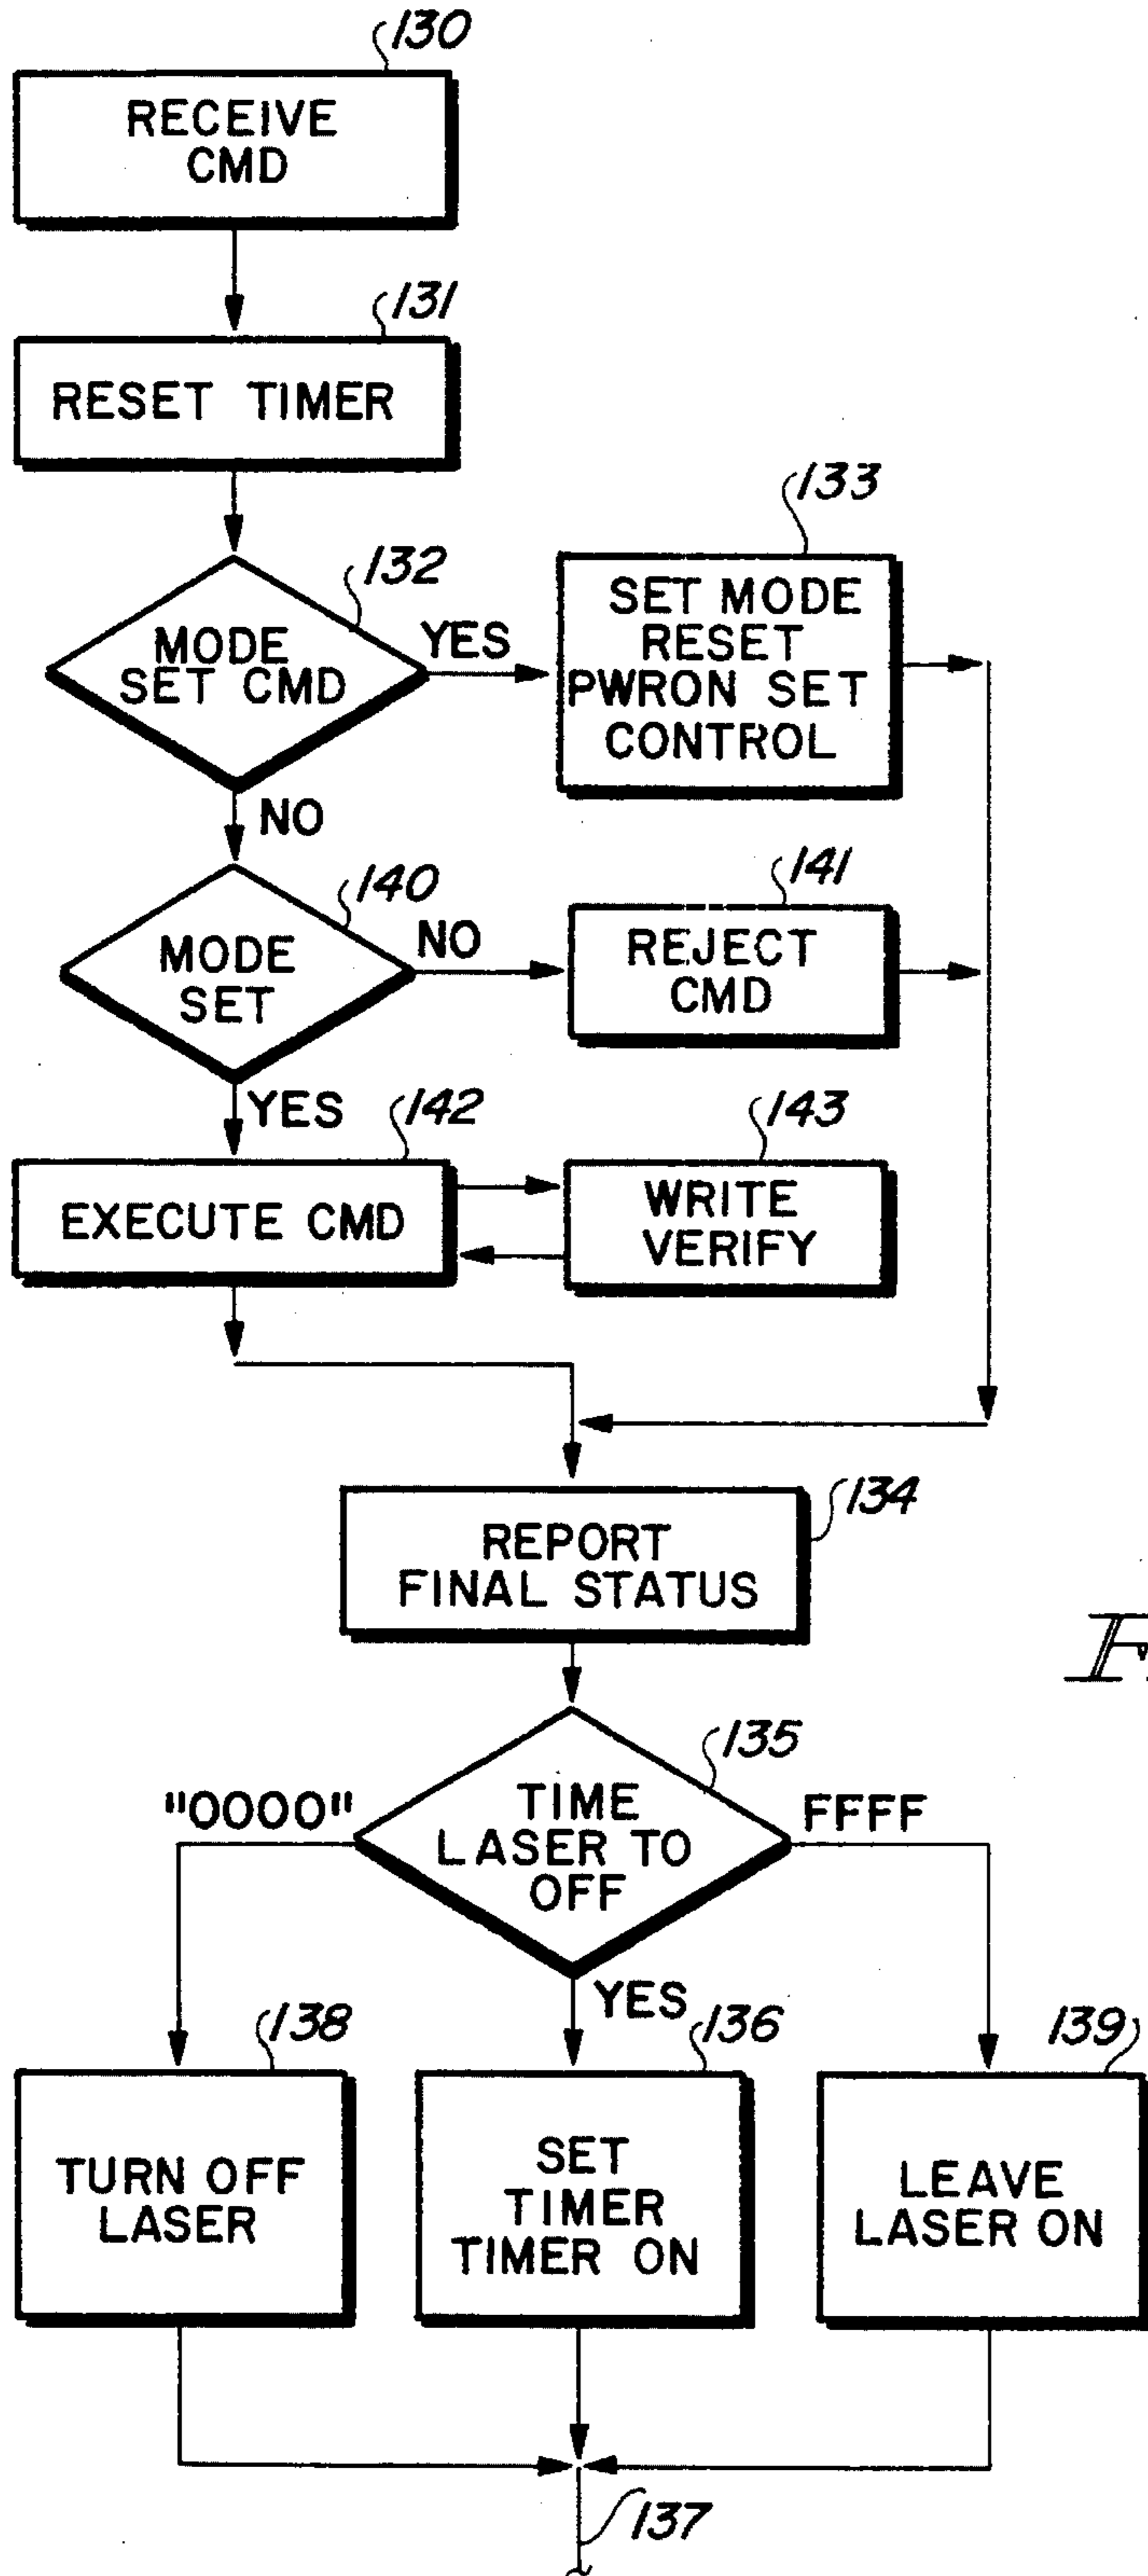 130
RECEIVE
CMD
131
RESET TIMER
132
MODE
SET CMD
YES
133
SET MODE
RESET
PWRON SET
CONTROL
NO
140
MODE
SET
NO
141
REJECT
CMD
YES
142
EXECUTE CMD
143
WRITE
VERIFY
134
REPORT
FINAL STATUS
135
TIME
LASER TO
OFF
"0000"
FFFF
YES
138
TURN OFF
LASER
136
SET
TIMER
TIMER ON
139
LEAVE
LASER ON
137